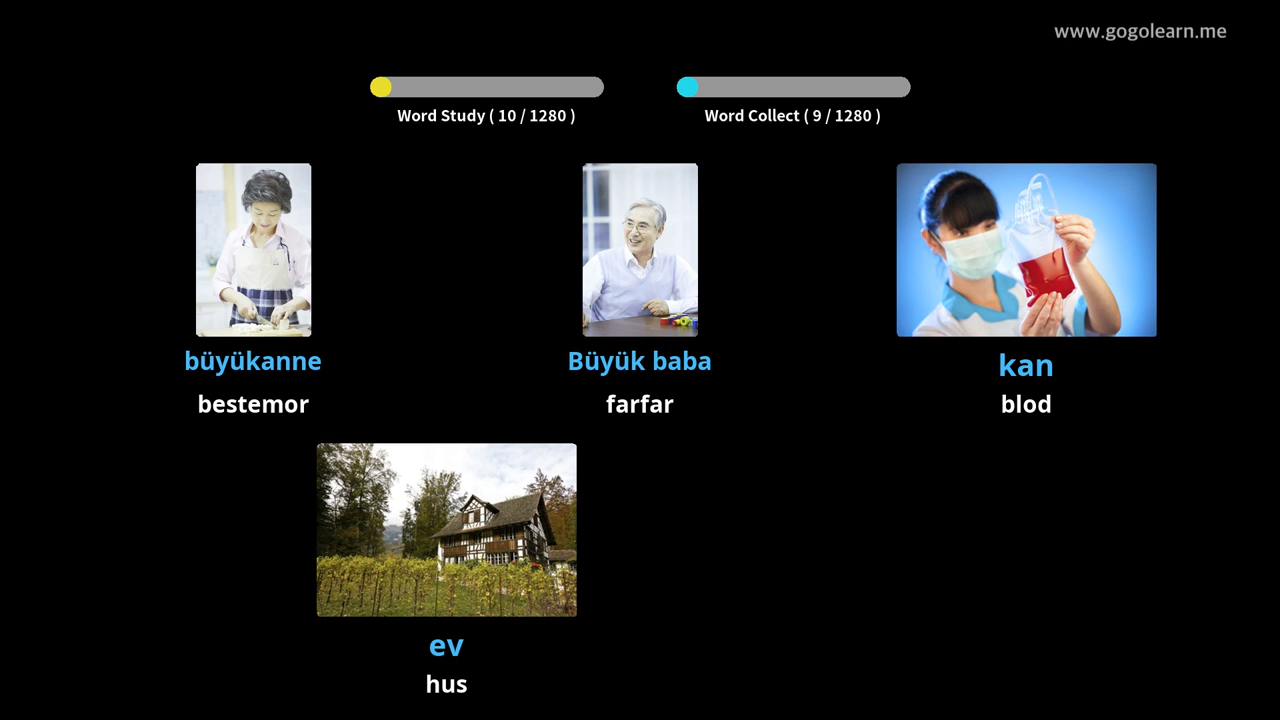 www.gogolearn.me
Word Study ( 10 / 1280 )
Word Collect ( 9 / 1280 )
büyükanne
bestemor
Büyük baba
farfar
kan
blod
ev
hus